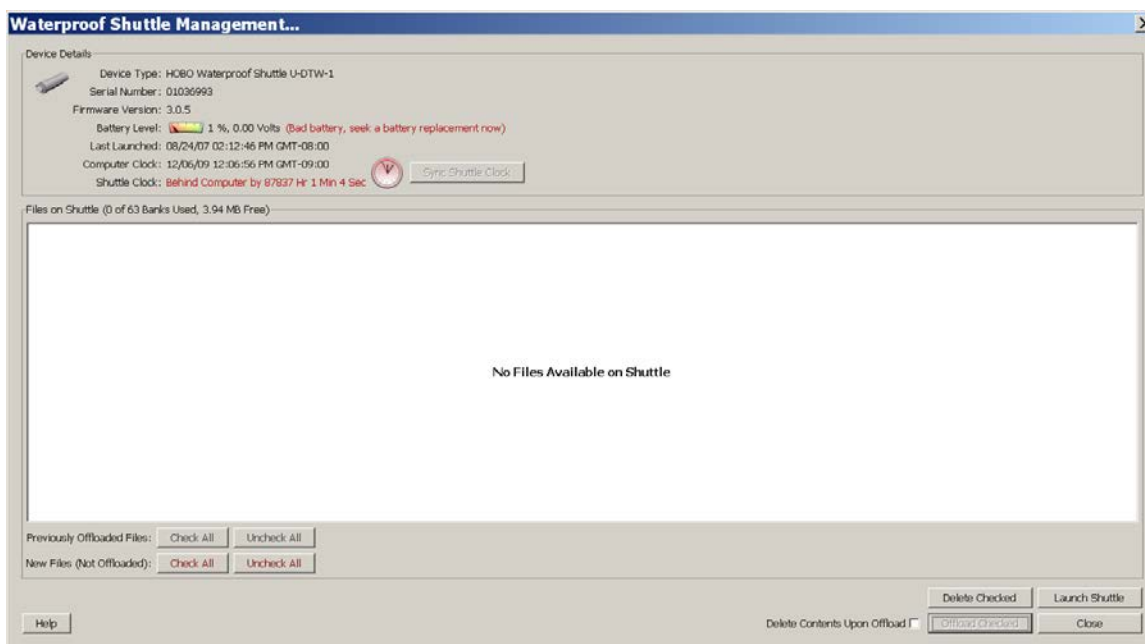 Waterproof Shuttle Management...
Device Details
Device Type: HOBO Waterproof Shuttle U-DTW-1
Serial Number: 01036993
Firmware Version: 3.0.5
Battery Level: 1 %, 0.00 Volts (Bad battery, seek a battery replacement now)
Last Launched: 08/24/07 02:12:46 PM GMT-08:00
Computer Clock: 12/06/09 12:06:56 PM GMT-09:00
Shuttle Clock: Behind Computer by 87837 Hr 1 Min 4 Sec
Sync Shuttle Clock
Files on Shuttle (0 of 63 Banks Used, 3.94 MB Free)
No Files Available on Shuttle
Previously Offloaded Files: Check All Uncheck All
New Files (Not Offloaded): Check All Uncheck All
Delete Checked Launch Shuttle
Help Delete Contents Upon Offload Offload Checked Close